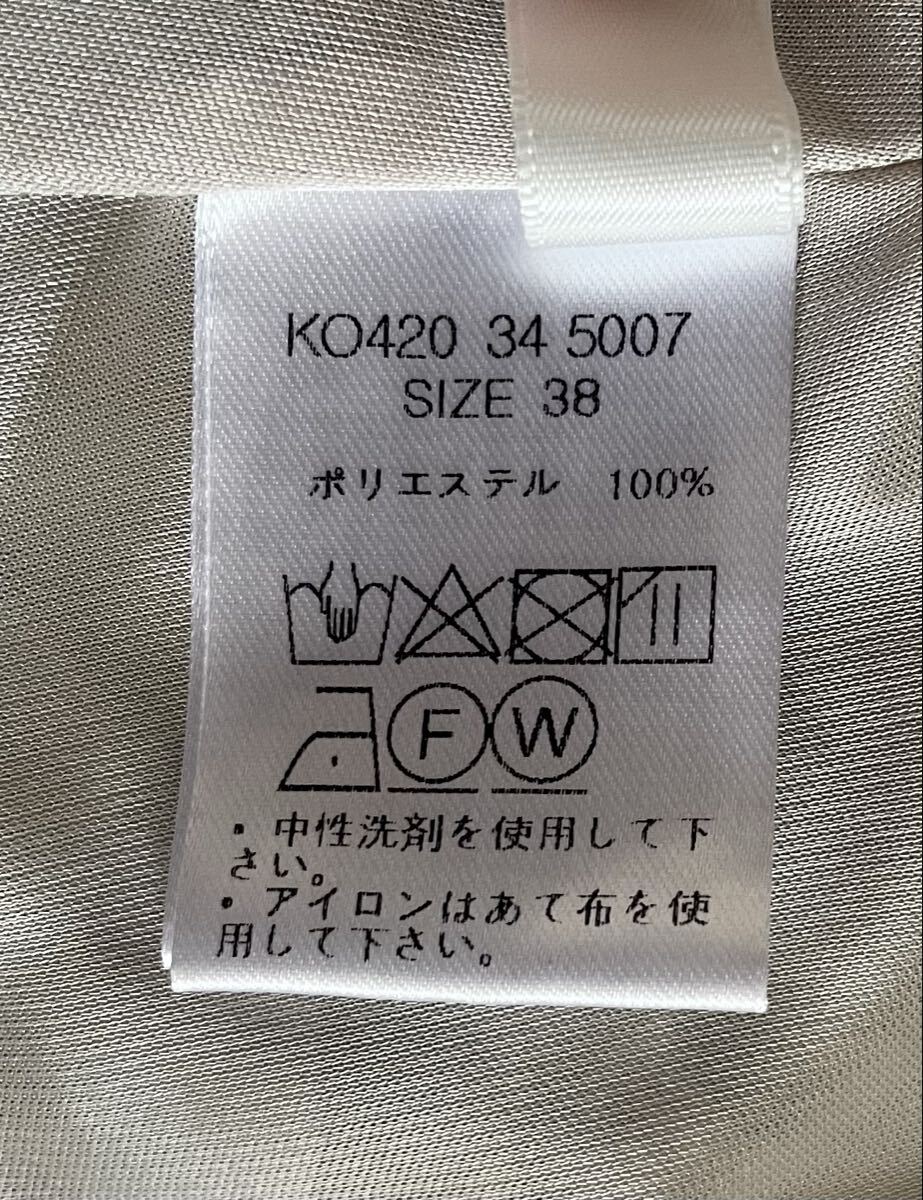 KO420 34 5007
SIZE 38
ポリエステル 100%
F W
・中性洗剤を使用して下
さい。
・アイロンはあて布を使
用して下さい。